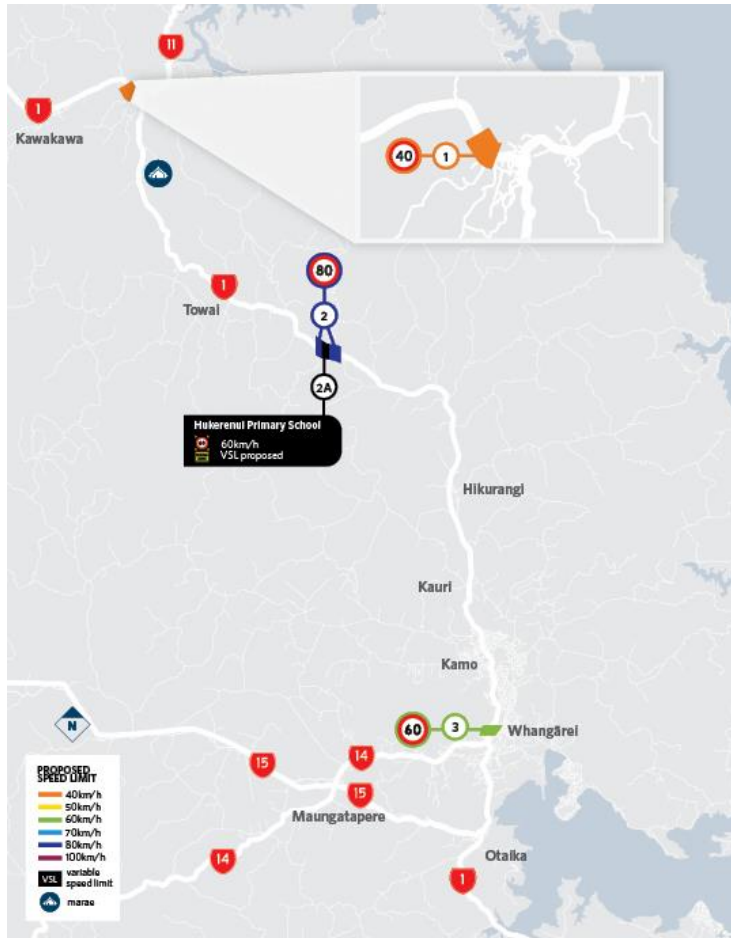 11
1
Kawakawa
40
1
80
1
Towai
2
2A
Hukerenui Primary School
60km/h
VSL proposed
Hikurangi
Kauri
Kamo
60
3
Whangārei
N
15
14
15
Maungatapere
14
Otaika
1
PROPOSED
SPEED LIMIT
40km/h
50km/h
60km/h
70km/h
80km/h
100km/h
VSL
variable
speed limit
marae